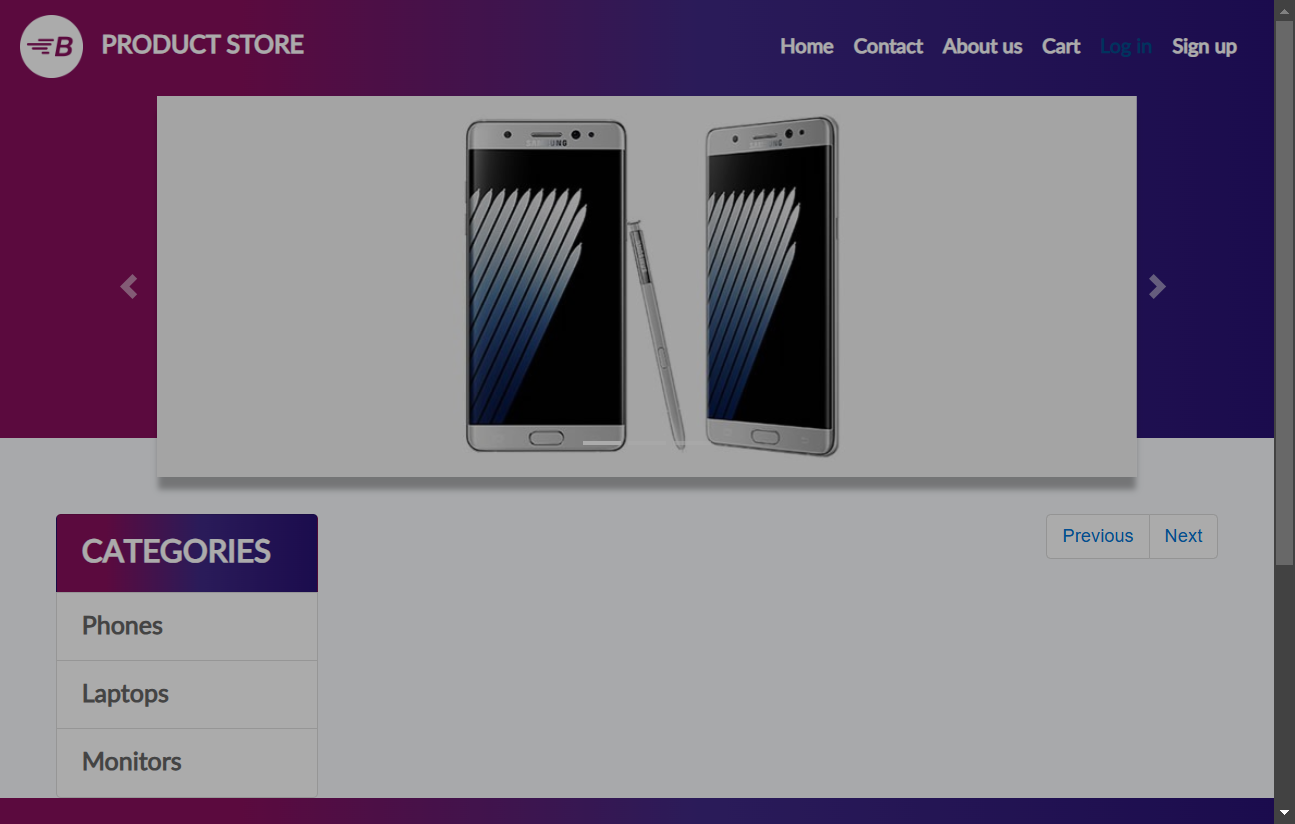 B PRODUCT STORE
Home Contact About us Cart Log in Sign up
SAMSUNG SAMSUNG
CATEGORIES
Previous Next
Phones
Laptops
Monitors